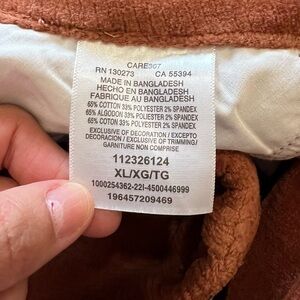 CARE307
RN 130273 CA 55394
MADE IN BANGLADESH
HECHO EN BANGLADESH
FABRIQUE AU BANGLADESH
65% COTTON 33% POLYESTER 2% SPANDEX
65% ALGODON 33% POLYESTER 2% SPANDEX
65% COTON 33% POLYESTER 2% SPANDEX
EXCLUSIVE OF DECORATION / EXCEPTO
DECORACION / EXCLUSIVE OF TRIMMING/
GARNITURE NON COMPRISE
112326124
XL/XG/TG
1000254362-22I-4500446999
196457209469